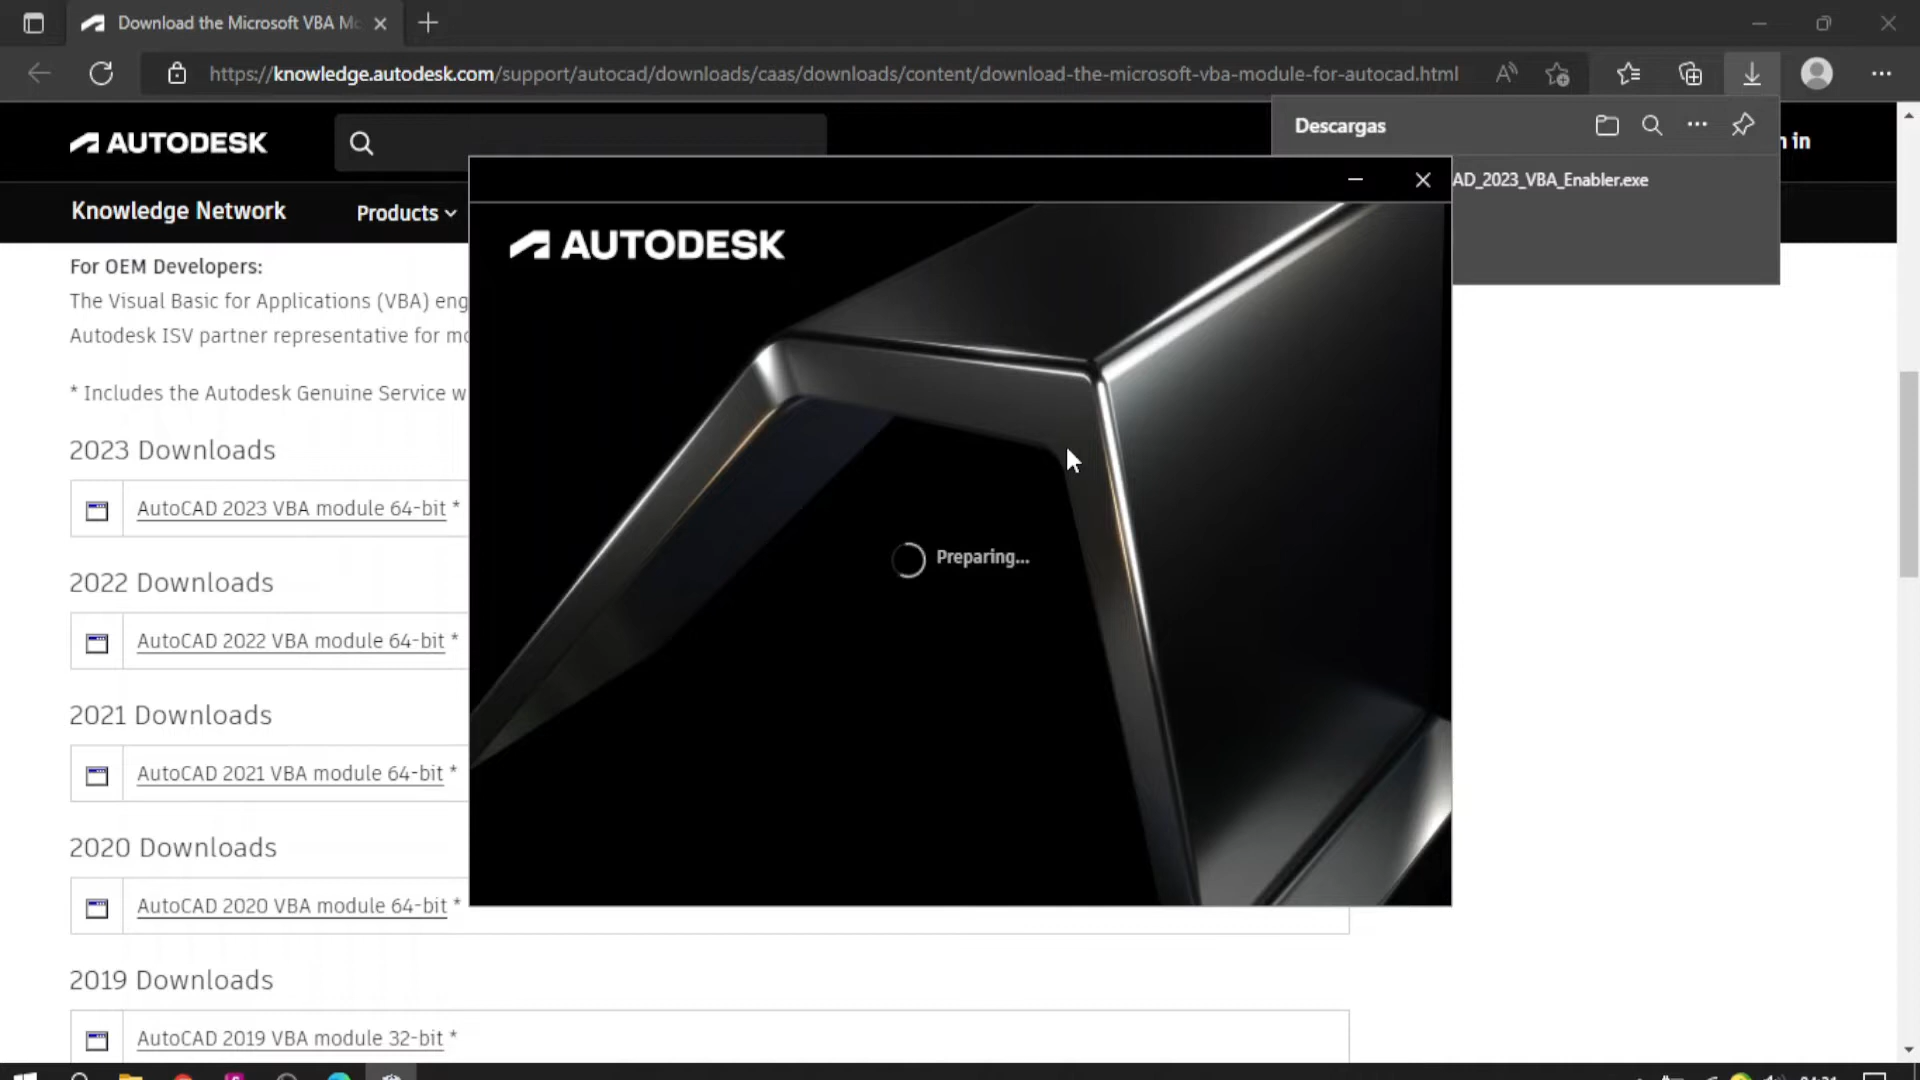 Download the Microsoft VBA Mo
https://knowledge.autodesk.com/support/autocad/downloads/caas/downloads/content/download-the-microsoft-vba-module-for-autocad.html
Descargas
AUTODESK
n in
AD_2023_VBA_Enabler.exe
Knowledge Network
Products
AUTODESK
For OEM Developers:
The Visual Basic for Applications (VBA) eng
Autodesk ISV partner representative for mo
* Includes the Autodesk Genuine Service w
2023 Downloads
AutoCAD 2023 VBA module 64-bit *
Preparing...
2022 Downloads
AutoCAD 2022 VBA module 64-bit *
2021 Downloads
AutoCAD 2021 VBA module 64-bit *
2020 Downloads
AutoCAD 2020 VBA module 64-bit *
2019 Downloads
AutoCAD 2019 VBA module 32-bit *